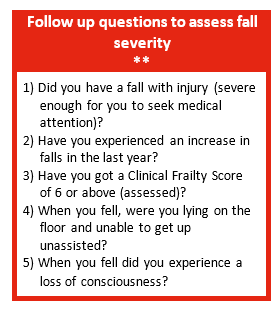 Follow up questions to assess fall
severity
**
1) Did you have a fall with injury (severe
enough for you to seek medical
attention)?
2) Have you experienced an increase in
falls in the last year?
3) Have you got a Clinical Frailty Score
of 6 or above (assessed)?
4) When you fell, were you lying on the
floor and unable to get up
unassisted?
5) When you fell did you experience a
loss of consciousness?